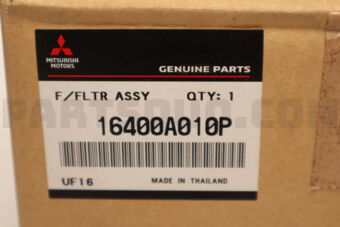 MITSUBISHI
MOTORS
GENUINE PARTS
F/FLTR ASSY QTY: 1
16400A010P
UF16 MADE IN THAILAND